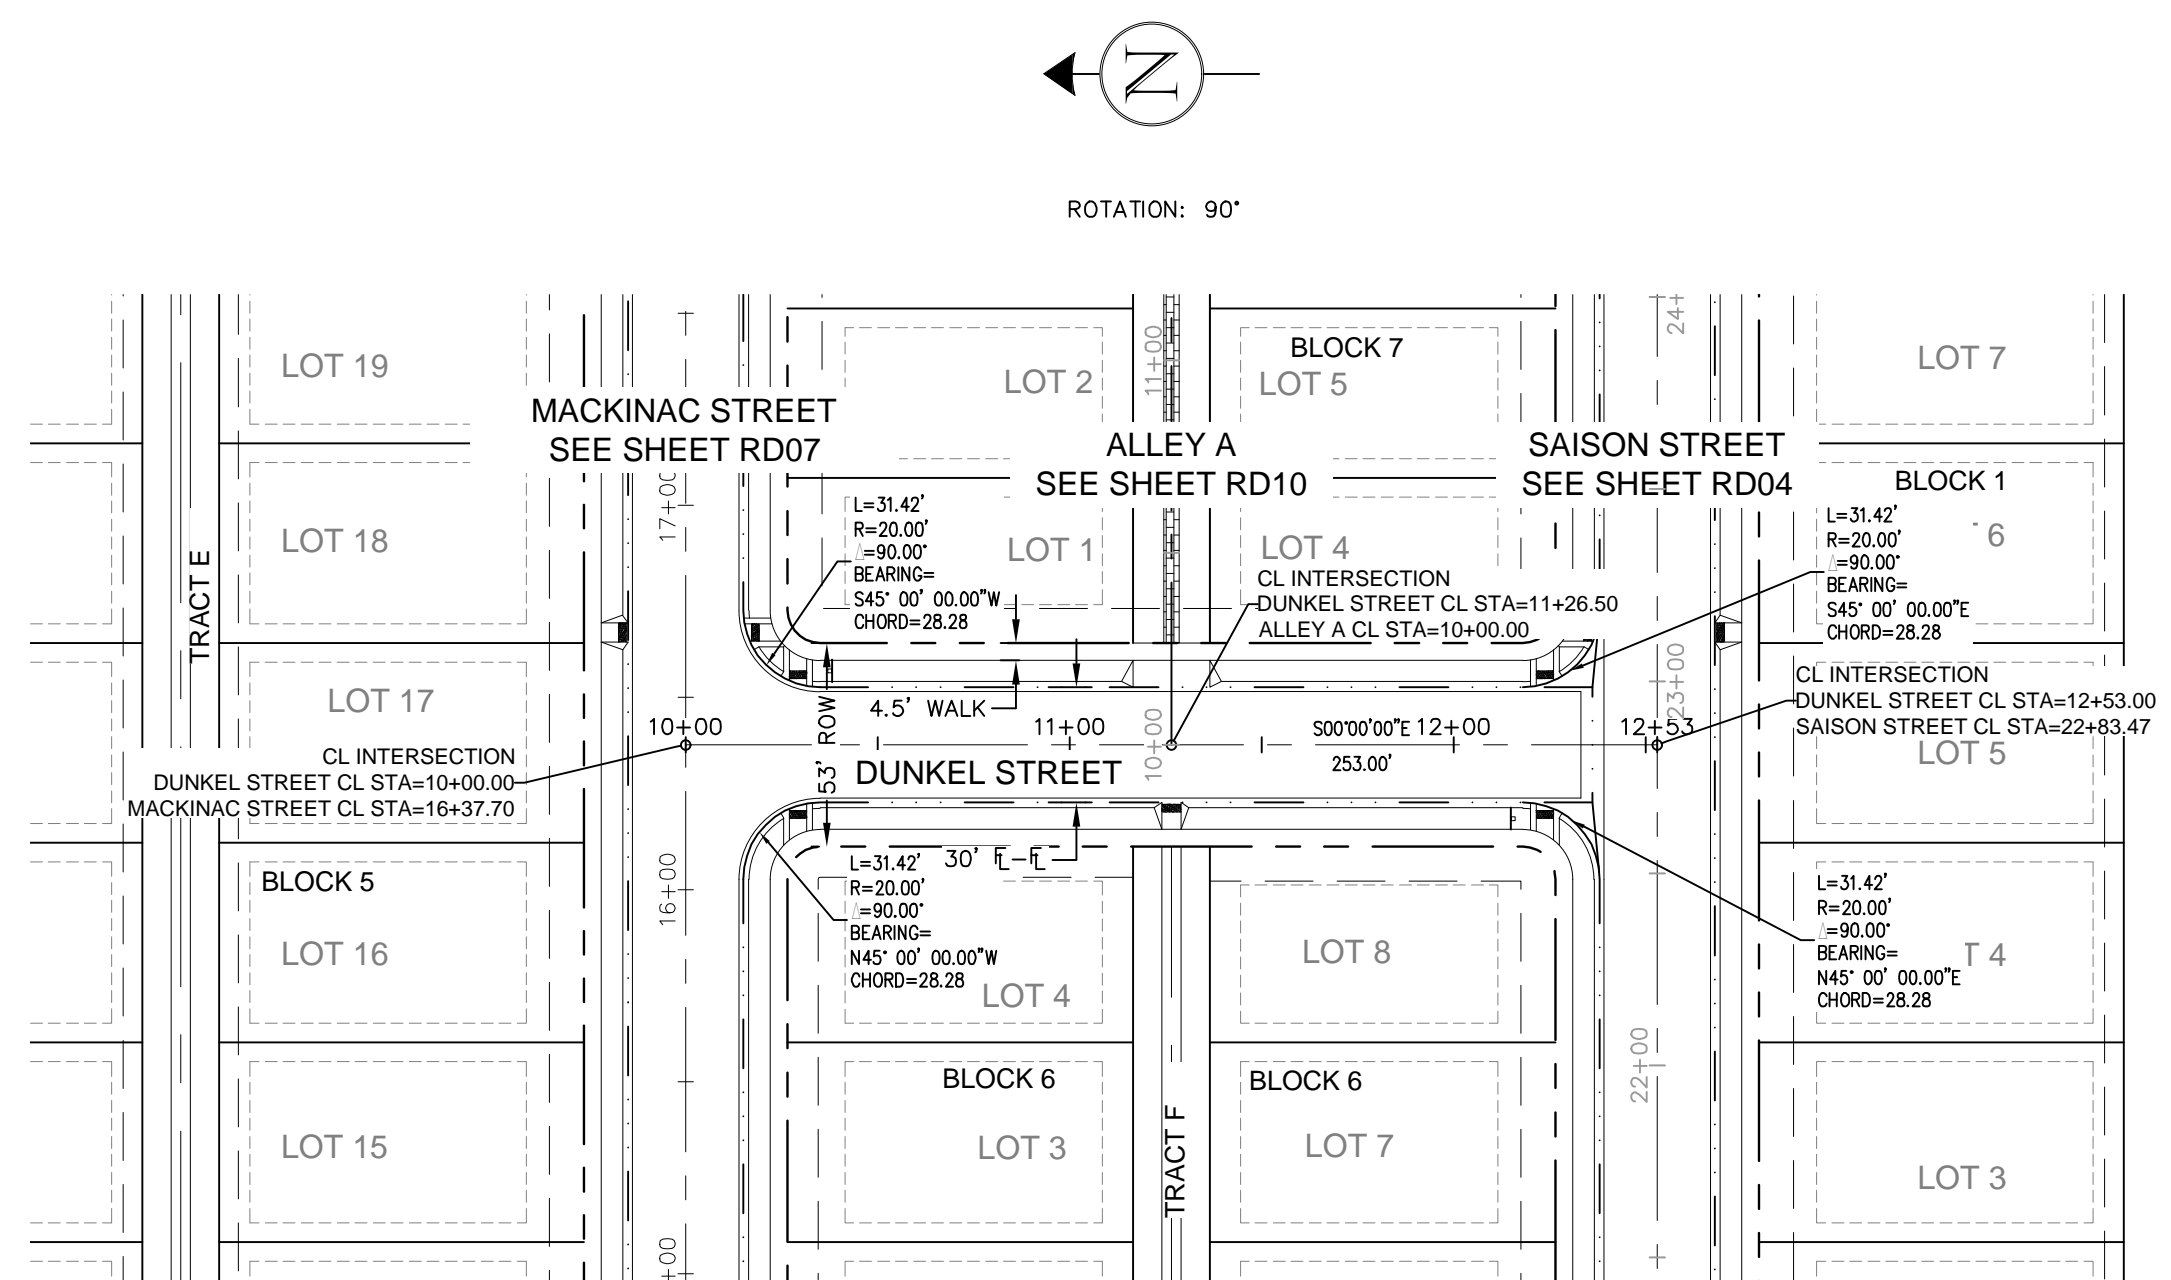 N
ROTATION: 90°
LOT 19
LOT 18
TRACT E
LOT 17
BLOCK 5
LOT 16
LOT 15
MACKINAC STREET
SEE SHEET RD07
17+00
16+00
+00
LOT 2
11+00
BLOCK 7
LOT 5
ALLEY A
SEE SHEET RD10
SAISON STREET
SEE SHEET RD04
24+
LOT 7
BLOCK 1
6
L=31.42'
R=20.00'
Δ=90.00°
BEARING=
S45° 00' 00.00"W
CHORD=28.28
LOT 1
LOT 4
CL INTERSECTION
DUNKEL STREET CL STA=11+26.50
ALLEY A CL STA=10+00.00
L=31.42'
R=20.00'
Δ=90.00°
BEARING=
S45° 00' 00.00"E
CHORD=28.28
23+00
CL INTERSECTION
DUNKEL STREET CL STA=12+53.00
SAISON STREET CL STA=22+83.47
LOT 5
4.5' WALK
53' ROW
10+00
11+00
10+00
S00°00'00"E
12+00
12+53
253.00'
DUNKEL STREET
CL INTERSECTION
DUNKEL STREET CL STA=10+00.00
MACKINAC STREET CL STA=16+37.70
30' FL-FL
L=31.42'
R=20.00'
Δ=90.00°
BEARING=
N45° 00' 00.00"W
CHORD=28.28
LOT 4
LOT 8
L=31.42'
R=20.00'
Δ=90.00°
BEARING=
N45° 00' 00.00"E
CHORD=28.28
T 4
22+00
BLOCK 6
LOT 3
TRACT F
BLOCK 6
LOT 7
LOT 3